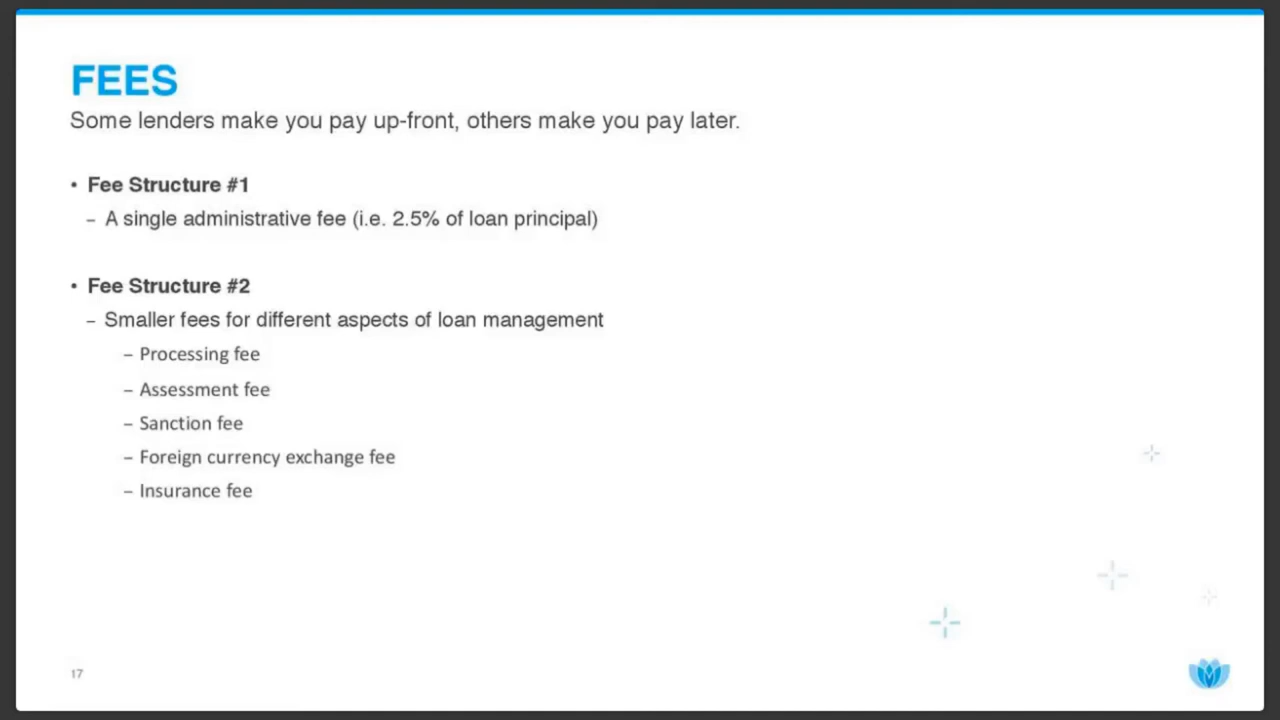 FEES
Some lenders make you pay up-front, others make you pay later.
• Fee Structure #1
– A single administrative fee (i.e. 2.5% of loan principal)
• Fee Structure #2
– Smaller fees for different aspects of loan management
– Processing fee
– Assessment fee
– Sanction fee
– Foreign currency exchange fee
– Insurance fee
17